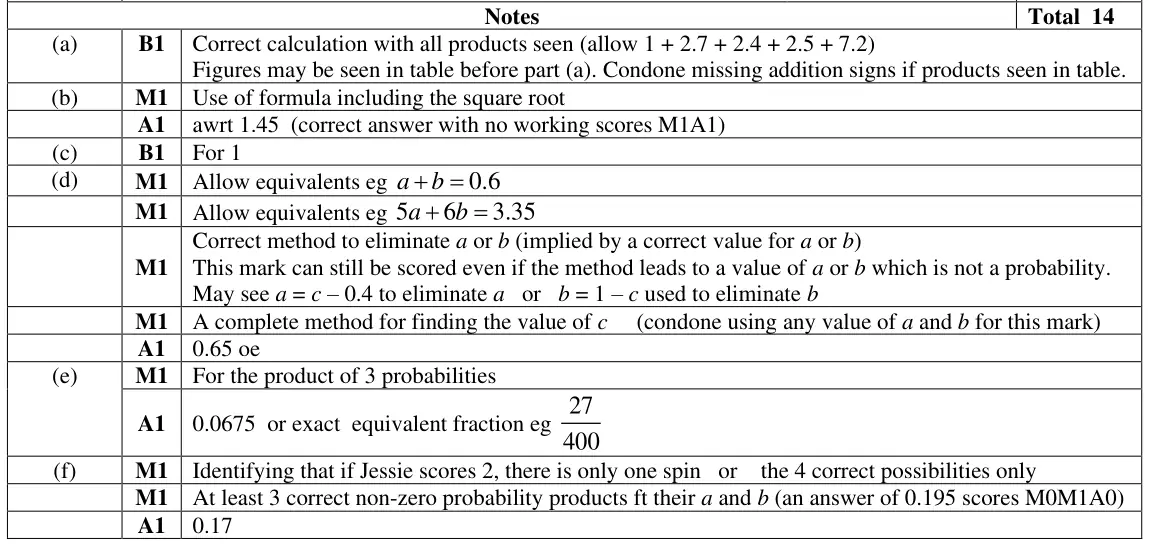 Notes Total 14
(a) B1 Correct calculation with all products seen (allow 1 + 2.7 + 2.4 + 2.5 + 7.2)
Figures may be seen in table before part (a). Condone missing addition signs if products seen in table.
(b) M1 Use of formula including the square root
A1 awrt 1.45 (correct answer with no working scores M1A1)
(c) B1 For 1
(d) M1 Allow equivalents eg a + b = 0.6
M1 Allow equivalents eg 5a + 6b = 3.35
Correct method to eliminate a or b (implied by a correct value for a or b)
M1 This mark can still be scored even if the method leads to a value of a or b which is not a probability.
May see a = c – 0.4 to eliminate a or b = 1 – c used to eliminate b
M1 A complete method for finding the value of c (condone using any value of a and b for this mark)
A1 0.65 oe
(e) M1 For the product of 3 probabilities
A1 0.0675 or exact equivalent fraction eg 27/400
(f) M1 Identifying that if Jessie scores 2, there is only one spin or the 4 correct possibilities only
M1 At least 3 correct non-zero probability products ft their a and b (an answer of 0.195 scores M0M1A0)
A1 0.17